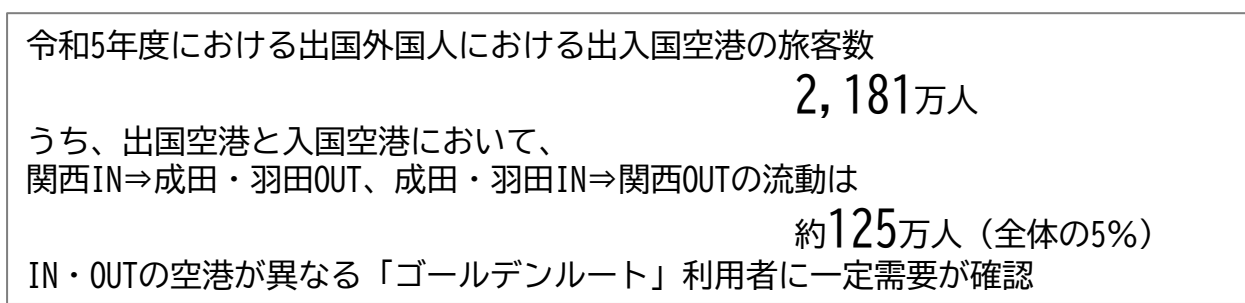 令和5年度における出国外国人における出入国空港の旅客数
2,181万人
うち、出国空港と入国空港において、
関西IN⇒成田・羽田OUT、成田・羽田IN⇒関西OUTの流動は
約125万人（全体の5%）
IN・OUTの空港が異なる「ゴールデンルート」利用者に一定需要が確認